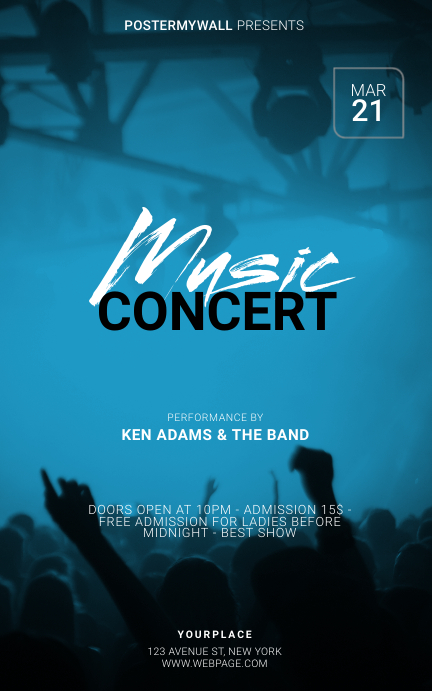 POSTERMYWALL PRESENTS
MAR
21
Music
CONCERT
PERFORMANCE BY
KEN ADAMS & THE BAND
DOORS OPEN AT 10PM - ADMISSION 15$ -
FREE ADMISSION FOR LADIES BEFORE
MIDNIGHT - BEST SHOW
YOURPLACE
123 AVENUE ST, NEW YORK
WWW.WEBPAGE.COM